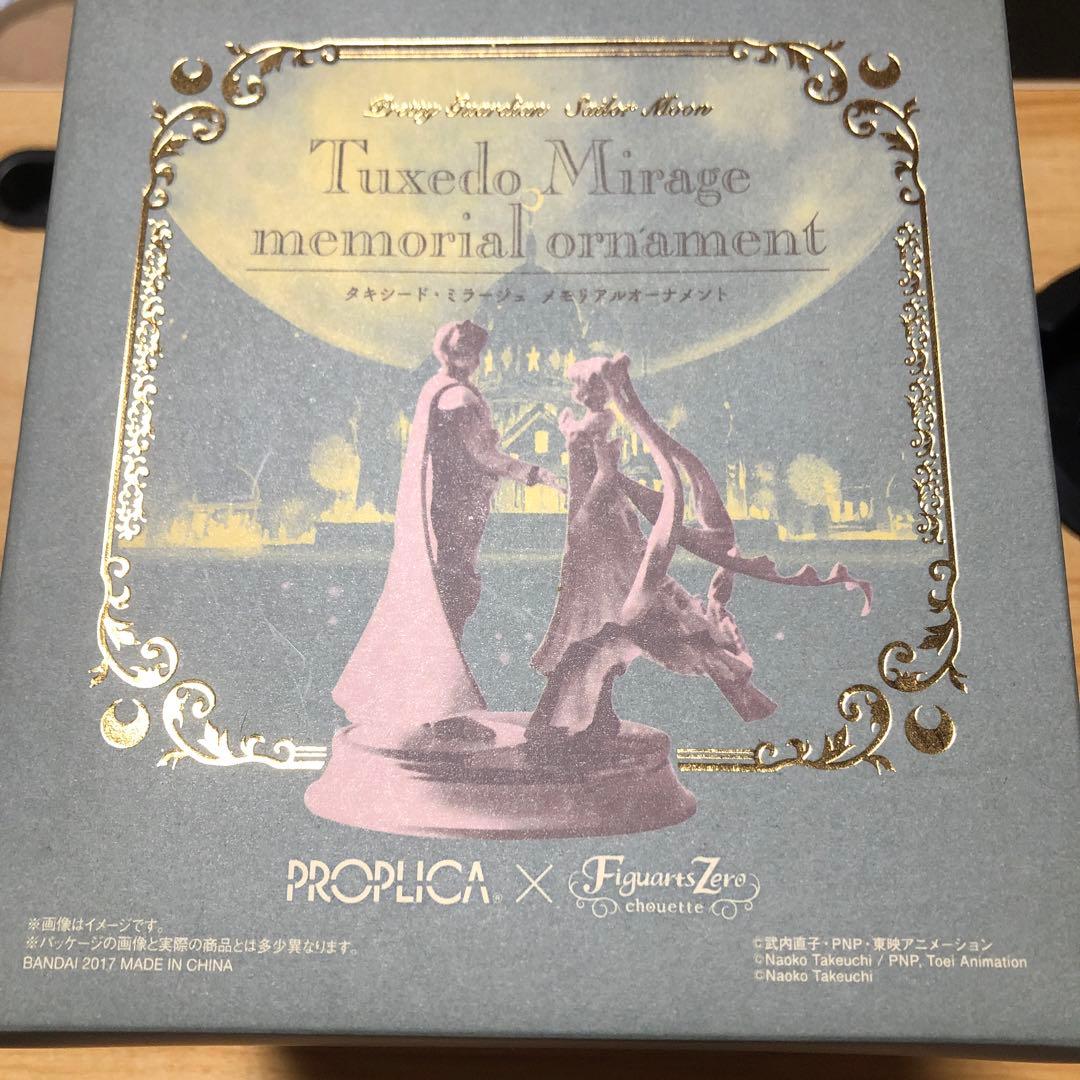 Pretty Guardian Sailor Moon
Tuxedo Mirage
memorial ornament
タキシード・ミラージュ メモリアルオーナメント
PROPLICA® × FiguartsZero
chouette
※画像はイメージです。
※パッケージの画像と実際の商品とは多少異なります。
BANDAI 2017 MADE IN CHINA
©武内直子・PNP・東映アニメーション
©Naoko Takeuchi / PNP, Toei Animation
©Naoko Takeuchi